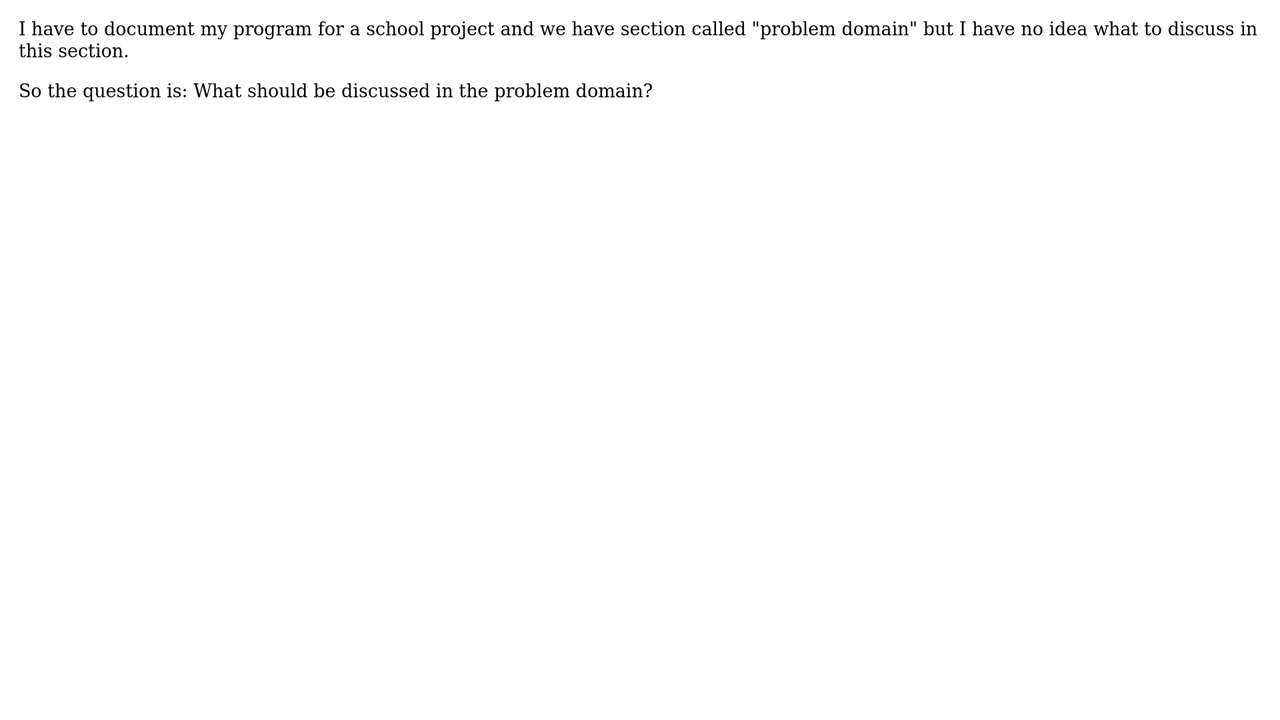 I have to document my program for a school project and we have section called "problem domain" but I have no idea what to discuss in
this section.
So the question is: What should be discussed in the problem domain?